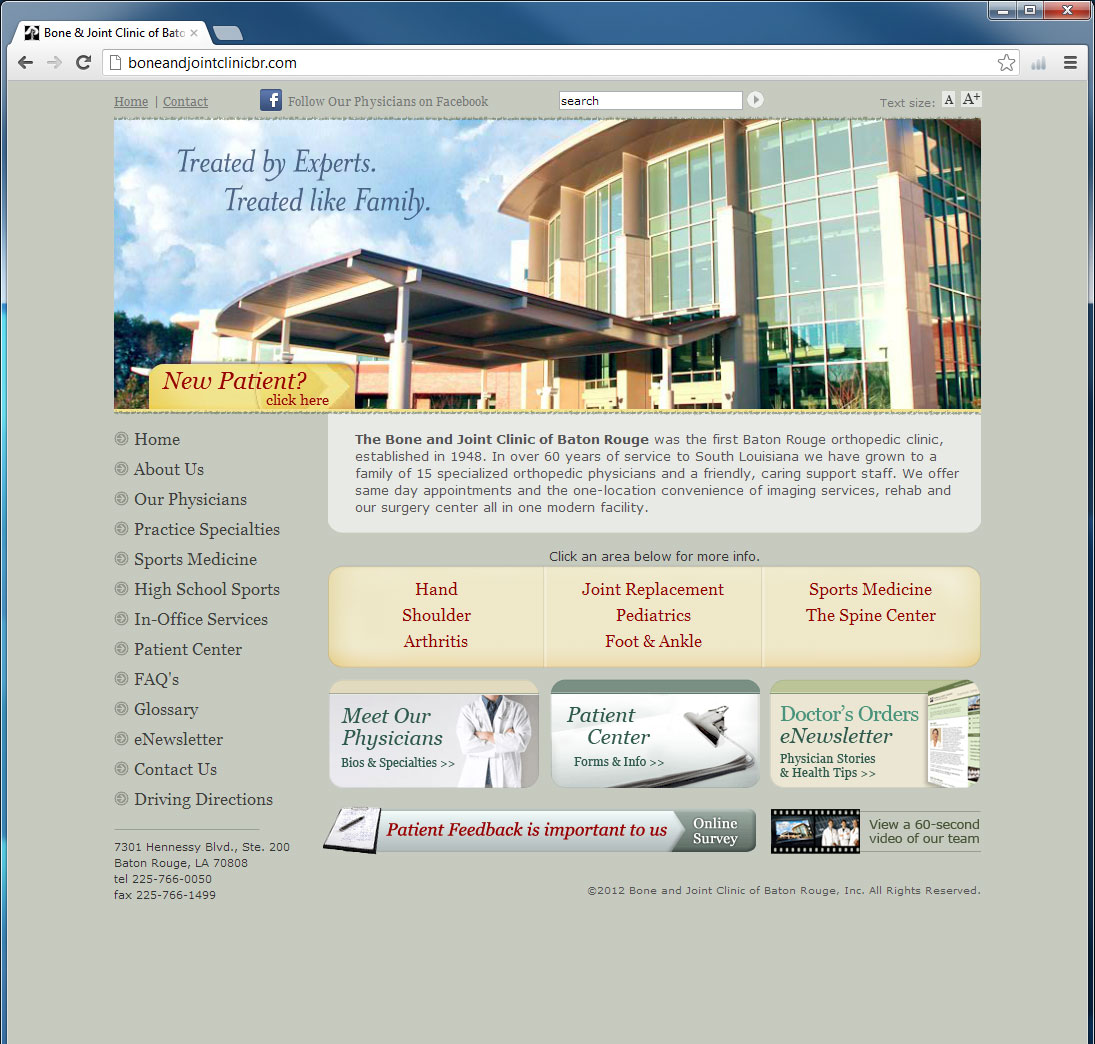 Bone & Joint Clinic of Bato
boneandjointclinicbr.com
Home | Contact
Follow Our Physicians on Facebook
search
Text size: A A+
Treated by Experts.
Treated like Family.
New Patient?
click here
Home
About Us
Our Physicians
Practice Specialties
Sports Medicine
High School Sports
In-Office Services
Patient Center
FAQ's
Glossary
eNewsletter
Contact Us
Driving Directions
7301 Hennessy Blvd., Ste. 200
Baton Rouge, LA 70808
tel 225-766-0050
fax 225-766-1499
The Bone and Joint Clinic of Baton Rouge was the first Baton Rouge orthopedic clinic,
established in 1948. In over 60 years of service to South Louisiana we have grown to a
family of 15 specialized orthopedic physicians and a friendly, caring support staff. We offer
same day appointments and the one-location convenience of imaging services, rehab and
our surgery center all in one modern facility.
Click an area below for more info.
Hand
Shoulder
Arthritis
Joint Replacement
Pediatrics
Foot & Ankle
Sports Medicine
The Spine Center
Meet Our
Physicians
Bios & Specialties >>
Patient
Center
Forms & Info >>
Doctor's Orders
eNewsletter
Physician Stories
& Health Tips >>
Patient Feedback is important to us
Online
Survey
View a 60-second
video of our team
©2012 Bone and Joint Clinic of Baton Rouge, Inc. All Rights Reserved.